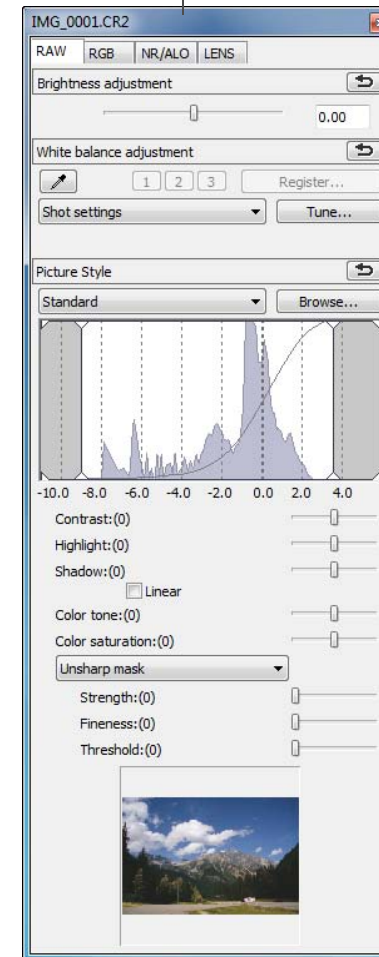 IMG_0001.CR2
RAW RGB NR/ALO LENS
Brightness adjustment
0.00
White balance adjustment
1 2 3 Register...
Shot settings Tune...
Picture Style
Standard Browse...
-10.0 -8.0 -6.0 -4.0 -2.0 0.0 2.0 4.0
Contrast:(0)
Highlight:(0)
Shadow:(0)
Linear
Color tone:(0)
Color saturation:(0)
Unsharp mask
Strength:(0)
Fineness:(0)
Threshold:(0)